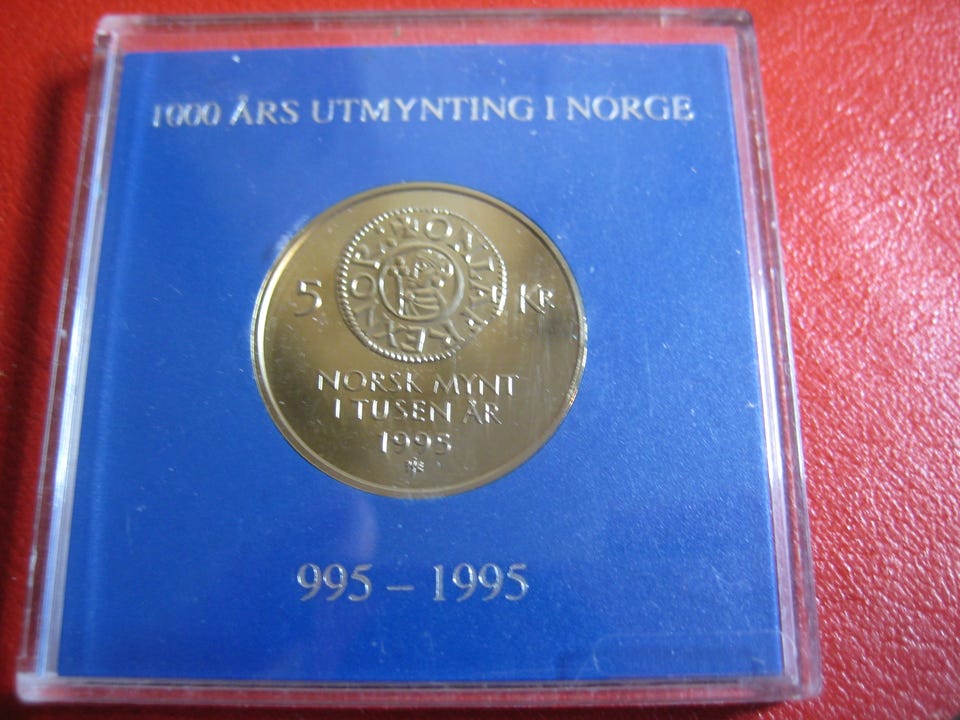 1000 ÅRS UTMYNTING I NORGE
5 KR
NORSK MYNT
I TUSEN ÅR
1995
995 – 1995